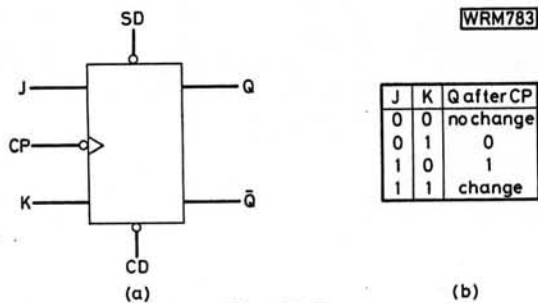 SD
WRM783
J
Q
CP
K
Q̄
CD
(a)
J K Q after CP
0 0 no change
0 1 0
1 0 1
1 1 change
(b)